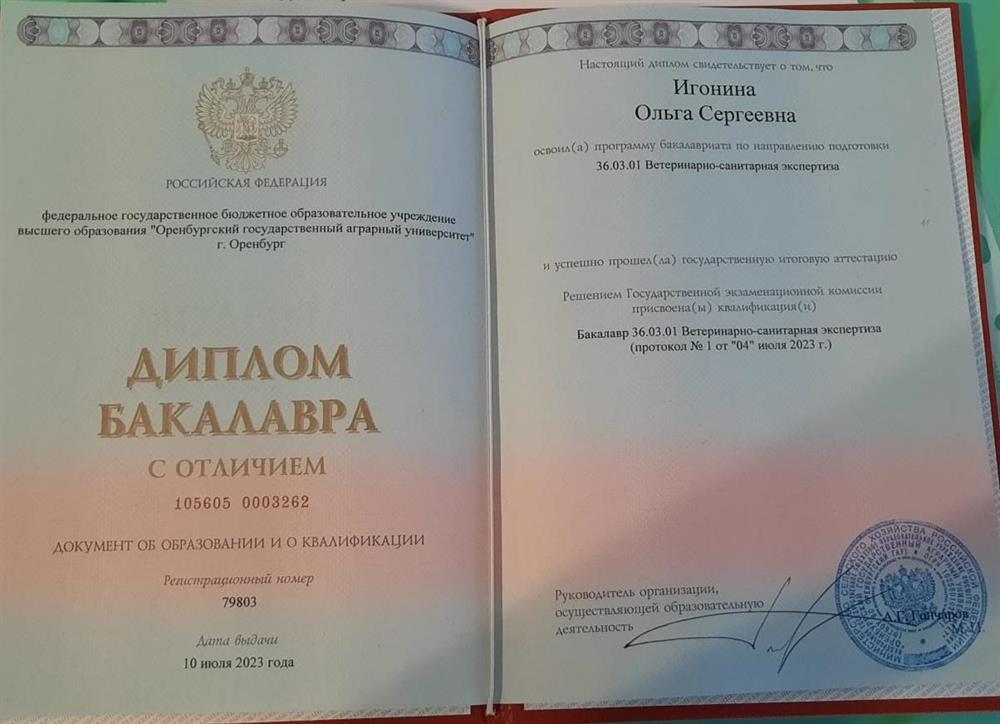 РОССИЙСКАЯ ФЕДЕРАЦИЯ
федеральное государственное бюджетное образовательное учреждение
высшего образования "Оренбургский государственный аграрный университет"
г. Оренбург
ДИПЛОМ
БАКАЛАВРА
С ОТЛИЧИЕМ
105605 0003262
ДОКУМЕНТ ОБ ОБРАЗОВАНИИ И О КВАЛИФИКАЦИИ
Регистрационный номер
79803
Дата выдачи
10 июля 2023 года
Настоящий диплом свидетельствует о том, что
Игонина
Ольга Сергеевна
освоил(а) программу бакалавриата по направлению подготовки
36.03.01 Ветеринарно-санитарная экспертиза
и успешно прошел(ла) государственную итоговую аттестацию
Решением Государственной экзаменационной комиссии
присвоена(ы) квалификация(и)
Бакалавр 36.03.01 Ветеринарно-санитарная экспертиза
(протокол № 1 от "04" июля 2023 г.)
Руководитель организации,
осуществляющей образовательную
деятельность
А.Г. Гончаров
М.П.